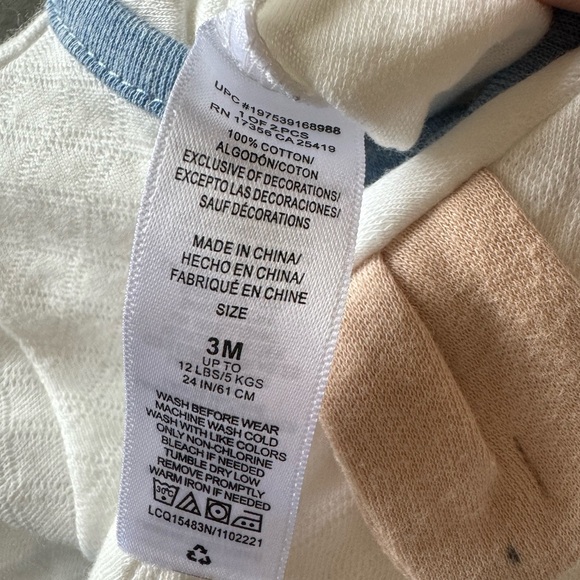 UPC #197539168988
1 OF 2 PCS
RN 17356 CA 25419
100% COTTON/
ALGODÓN/COTON
EXCLUSIVE OF DECORATIONS/
EXCEPTO LAS DECORACIONES/
SAUF DÉCORATIONS
MADE IN CHINA/
HECHO EN CHINA/
FABRIQUÉ EN CHINE
SIZE
3M
UP TO
12 LBS/5 KGS
24 IN/61 CM
WASH BEFORE WEAR
MACHINE WASH COLD
WASH WITH LIKE COLORS
ONLY NON-CHLORINE
BLEACH IF NEEDED
TUMBLE DRY LOW
REMOVE PROMPTLY
WARM IRON IF NEEDED
30°C
LCQ15483N/1102221